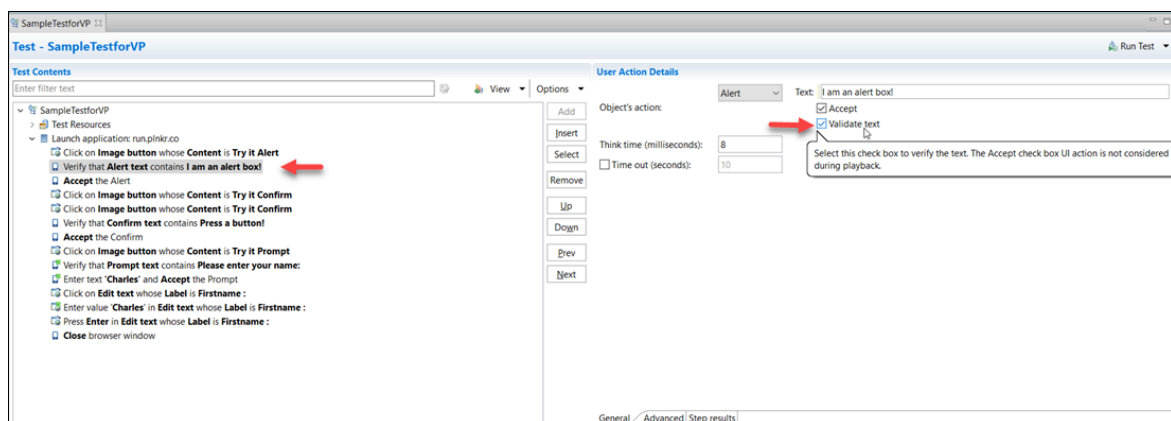 SampleTestforVP
Test - SampleTestforVP
Run Test
Test Contents
Enter filter text
View
Options
SampleTestforVP
Test Resources
Launch application: run.plnkr.co
Click on Image button whose Content is Try it Alert
Verify that Alert text contains I am an alert box!
Accept the Alert
Click on Image button whose Content is Try it Confirm
Click on Image button whose Content is Try it Confirm
Verify that Confirm text contains Press a button!
Accept the Confirm
Click on Image button whose Content is Try it Prompt
Verify that Prompt text contains Please enter your name:
Enter text 'Charles' and Accept the Prompt
Click on Edit text whose Label is Firstname :
Enter value 'Charles' in Edit text whose Label is Firstname :
Press Enter in Edit text whose Label is Firstname :
Close browser window
Add
Insert
Select
Remove
Up
Down
Prev
Next
User Action Details
Alert Text: I am an alert box!
Object's action: Accept
Validate text
Think time (milliseconds): 8
Time out (seconds): 10
Select this check box to verify the text. The Accept check box UI action is not considered
during playback.
General Advanced Step results